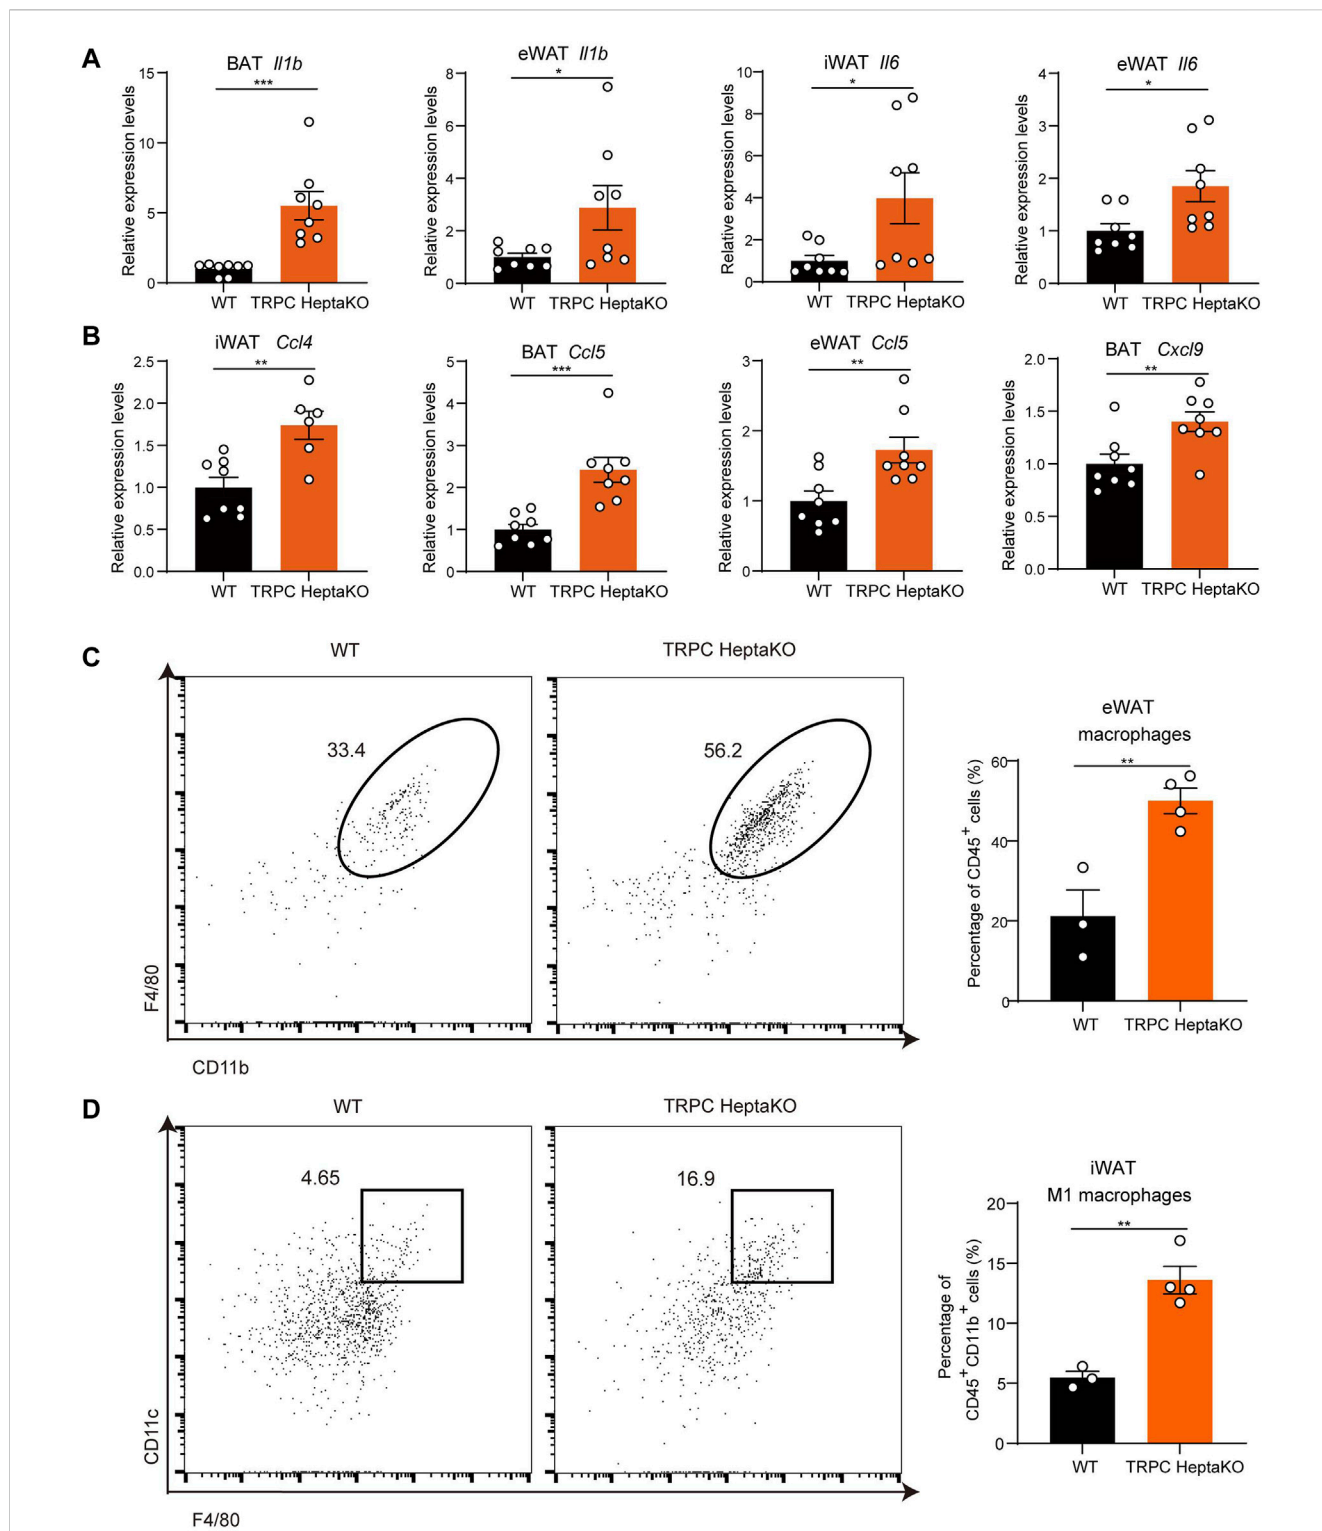 A
BAT Il1b
***
Relative expression levels
15
10
5
0
WT TRPC HeptaKO
eWAT Il1b
*
Relative expression levels
8
6
4
2
0
WT TRPC HeptaKO
iWAT Il6
*
Relative expression levels
10
8
6
4
2
0
WT TRPC HeptaKO
eWAT Il6
*
Relative expression levels
4
3
2
1
0
WT TRPC HeptaKO
B
iWAT Ccl4
**
Relative expression levels
2.5
2.0
1.5
1.0
0.5
0.0
WT TRPC HeptaKO
BAT Ccl5
***
Relative expression levels
5
4
3
2
1
0
WT TRPC HeptaKO
eWAT Ccl5
**
Relative expression levels
3
2
1
0
WT TRPC HeptaKO
BAT Cxcl9
**
Relative expression levels
2.0
1.5
1.0
0.5
0.0
WT TRPC HeptaKO
C
WT
TRPC HeptaKO
33.4
56.2
F4/80
CD11b
eWAT
macrophages
**
Percentage of CD45+ cells (%)
60
40
20
0
WT TRPC HeptaKO
D
WT
TRPC HeptaKO
4.65
16.9
CD11c
F4/80
iWAT
M1 macrophages
**
Percentage of
CD45+ CD11b+ cells (%)
20
15
10
5
0
WT TRPC HeptaKO